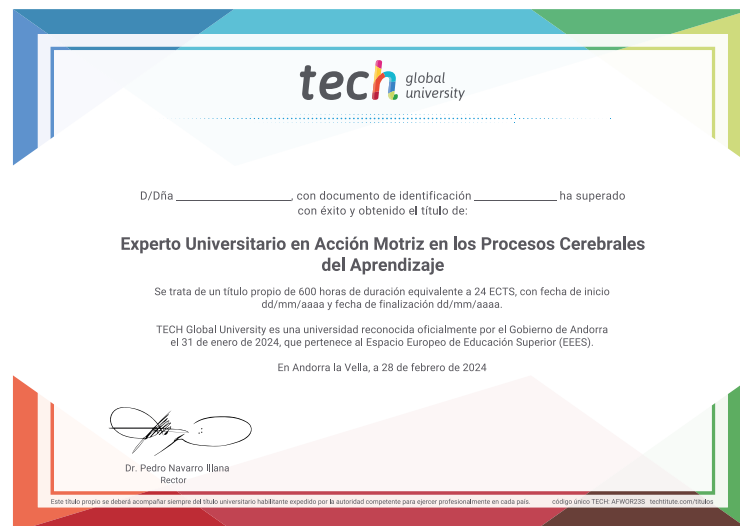 tech global university
D/Dña ____________________, con documento de identificación ______________ ha superado
con éxito y obtenido el título de:
Experto Universitario en Acción Motriz en los Procesos Cerebrales
del Aprendizaje
Se trata de un título propio de 600 horas de duración equivalente a 24 ECTS, con fecha de inicio
dd/mm/aaaa y fecha de finalización dd/mm/aaaa.
TECH Global University es una universidad reconocida oficialmente por el Gobierno de Andorra
el 31 de enero de 2024, que pertenece al Espacio Europeo de Educación Superior (EEES).
En Andorra la Vella, a 28 de febrero de 2024
Dr. Pedro Navarro Illana
Rector
Este título propio se deberá acompañar siempre del título universitario habilitante expedido por la autoridad competente para ejercer profesionalmente en cada país. código único TECH: AFWOR23S techtitute.com/titulos